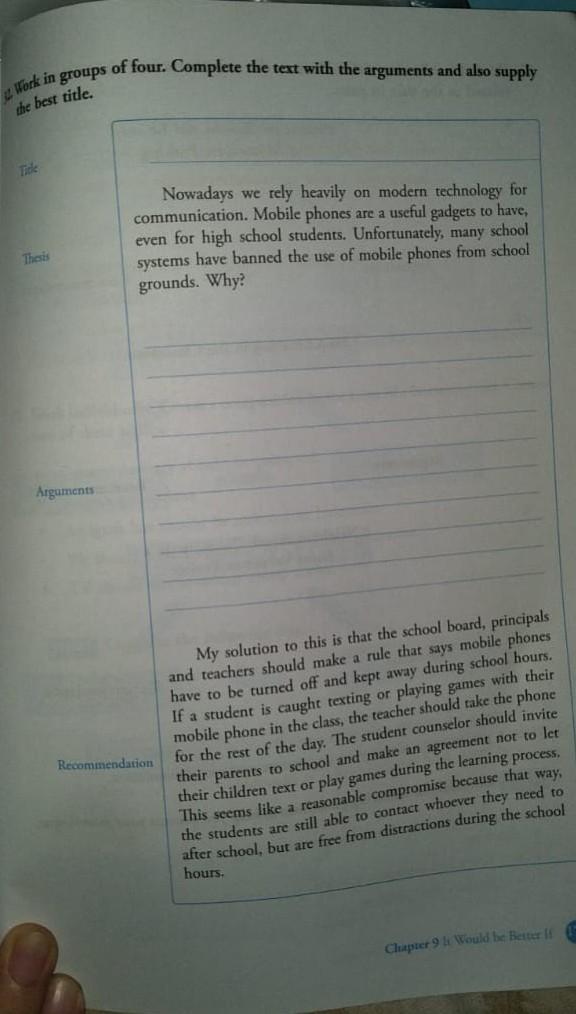 32. Work in groups of four. Complete the text with the arguments and also supply
the best title.
Title
Nowadays we rely heavily on modern technology for
communication. Mobile phones are a useful gadgets to have,
even for high school students. Unfortunately, many school
Thesis
systems have banned the use of mobile phones from school
grounds. Why?
Arguments
My solution to this is that the school board, principals
and teachers should make a rule that says mobile phones
have to be turned off and kept away during school hours.
If a student is caught texting or playing games with their
mobile phone in the class, the teacher should take the phone
for the rest of the day. The student counselor should invite
Recommendation
their parents to school and make an agreement not to let
their children text or play games during the learning process.
This seems like a reasonable compromise because that way,
the students are still able to contact whoever they need to
after school, but are free from distractions during the school
hours.
Chapter 9 It Would be Better If